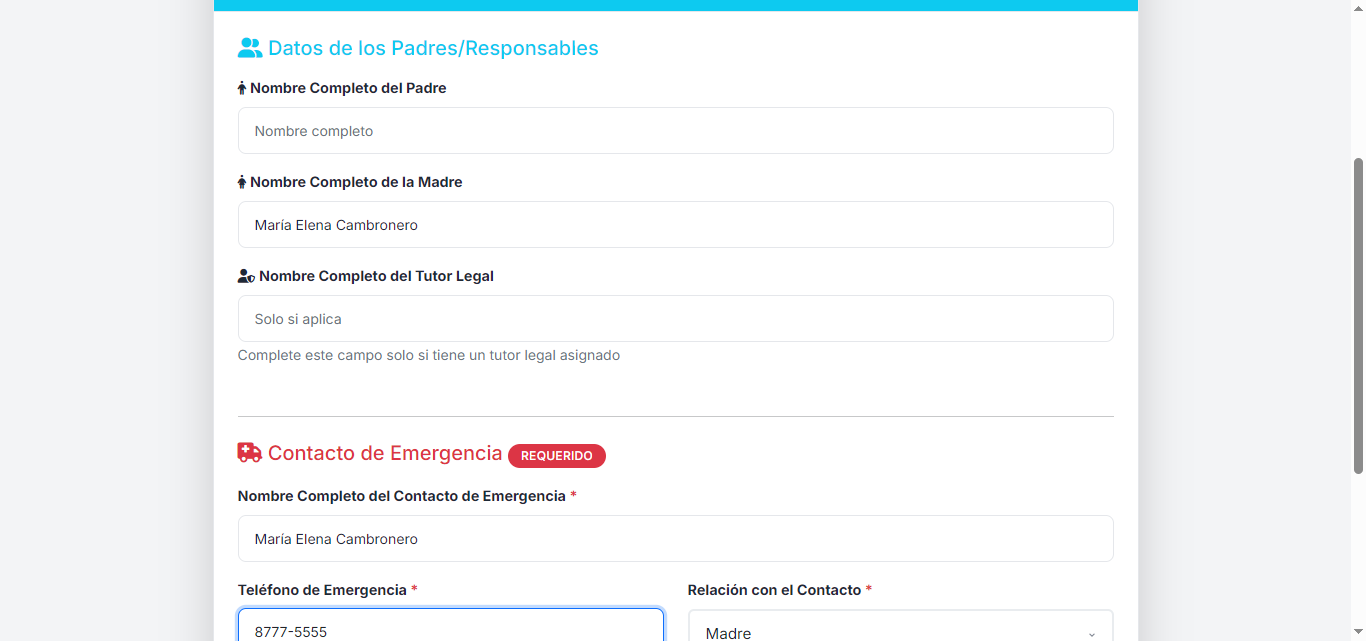 Datos de los Padres/Responsables
Nombre Completo del Padre
Nombre completo
Nombre Completo de la Madre
María Elena Cambronero
Nombre Completo del Tutor Legal
Solo si aplica
Complete este campo solo si tiene un tutor legal asignado
Contacto de Emergencia REQUERIDO
Nombre Completo del Contacto de Emergencia *
María Elena Cambronero
Teléfono de Emergencia * Relación con el Contacto *
8777-5555 Madre